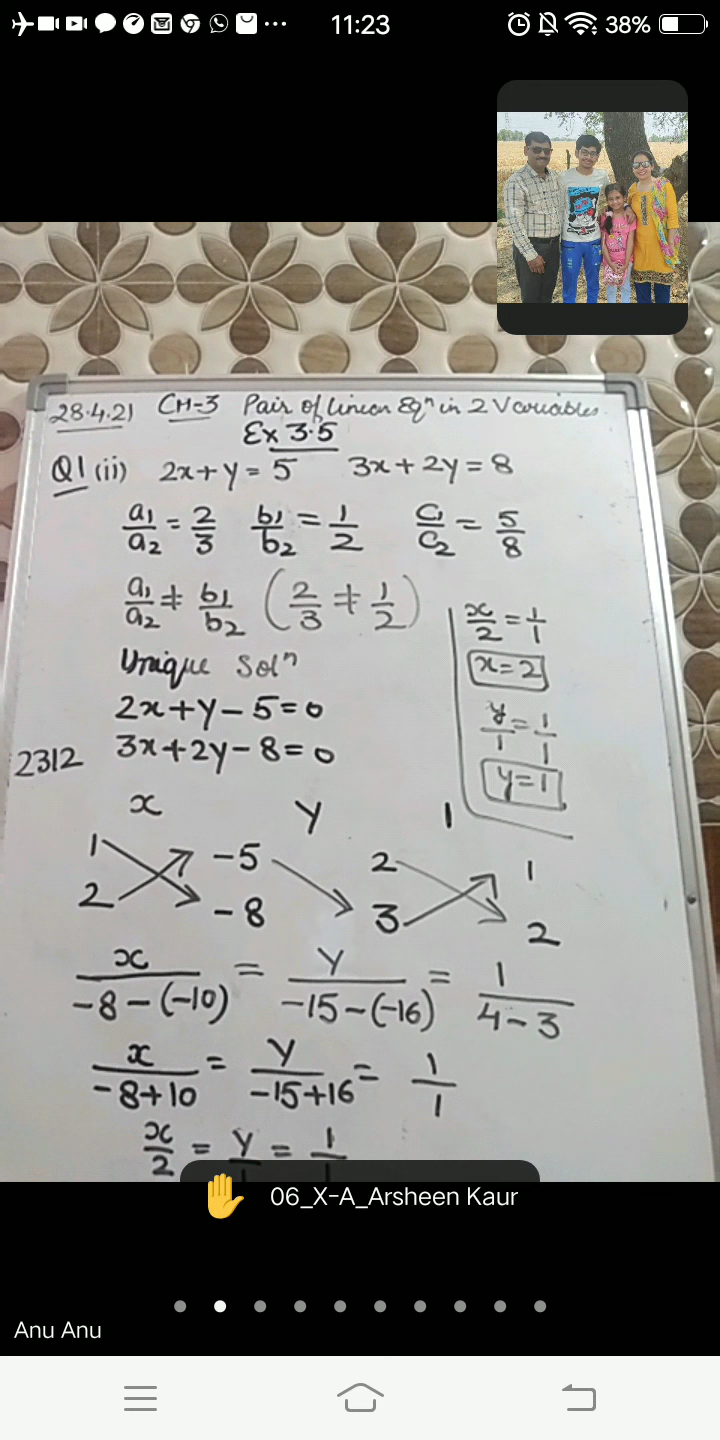 11:23
38%
28.4.21 CH-3 Pair of linear Eqⁿ in 2 Variables.
Ex 3.5
Q1 (ii) 2x+y=5 3x+2y=8
a₁/a₂ = 2/3 b₁/b₂ = 1/2 c₁/c₂ = 5/8
a₁/a₂ ≠ b₁/b₂ (2/3 ≠ 1/2)
Unique Solⁿ
2x+y-5=0
2312 3x+2y-8=0
x/2 = 1/1
x=2
y/1 = 1/1
y=1
x y 1
1 -5 2 1
2 -8 3 2
x/-8-(-10) = y/-15-(-16) = 1/4-3
x/-8+10 = y/-15+16 = 1/1
x/2 = y/1 = 1/1
06_X-A_Arsheen Kaur
Anu Anu